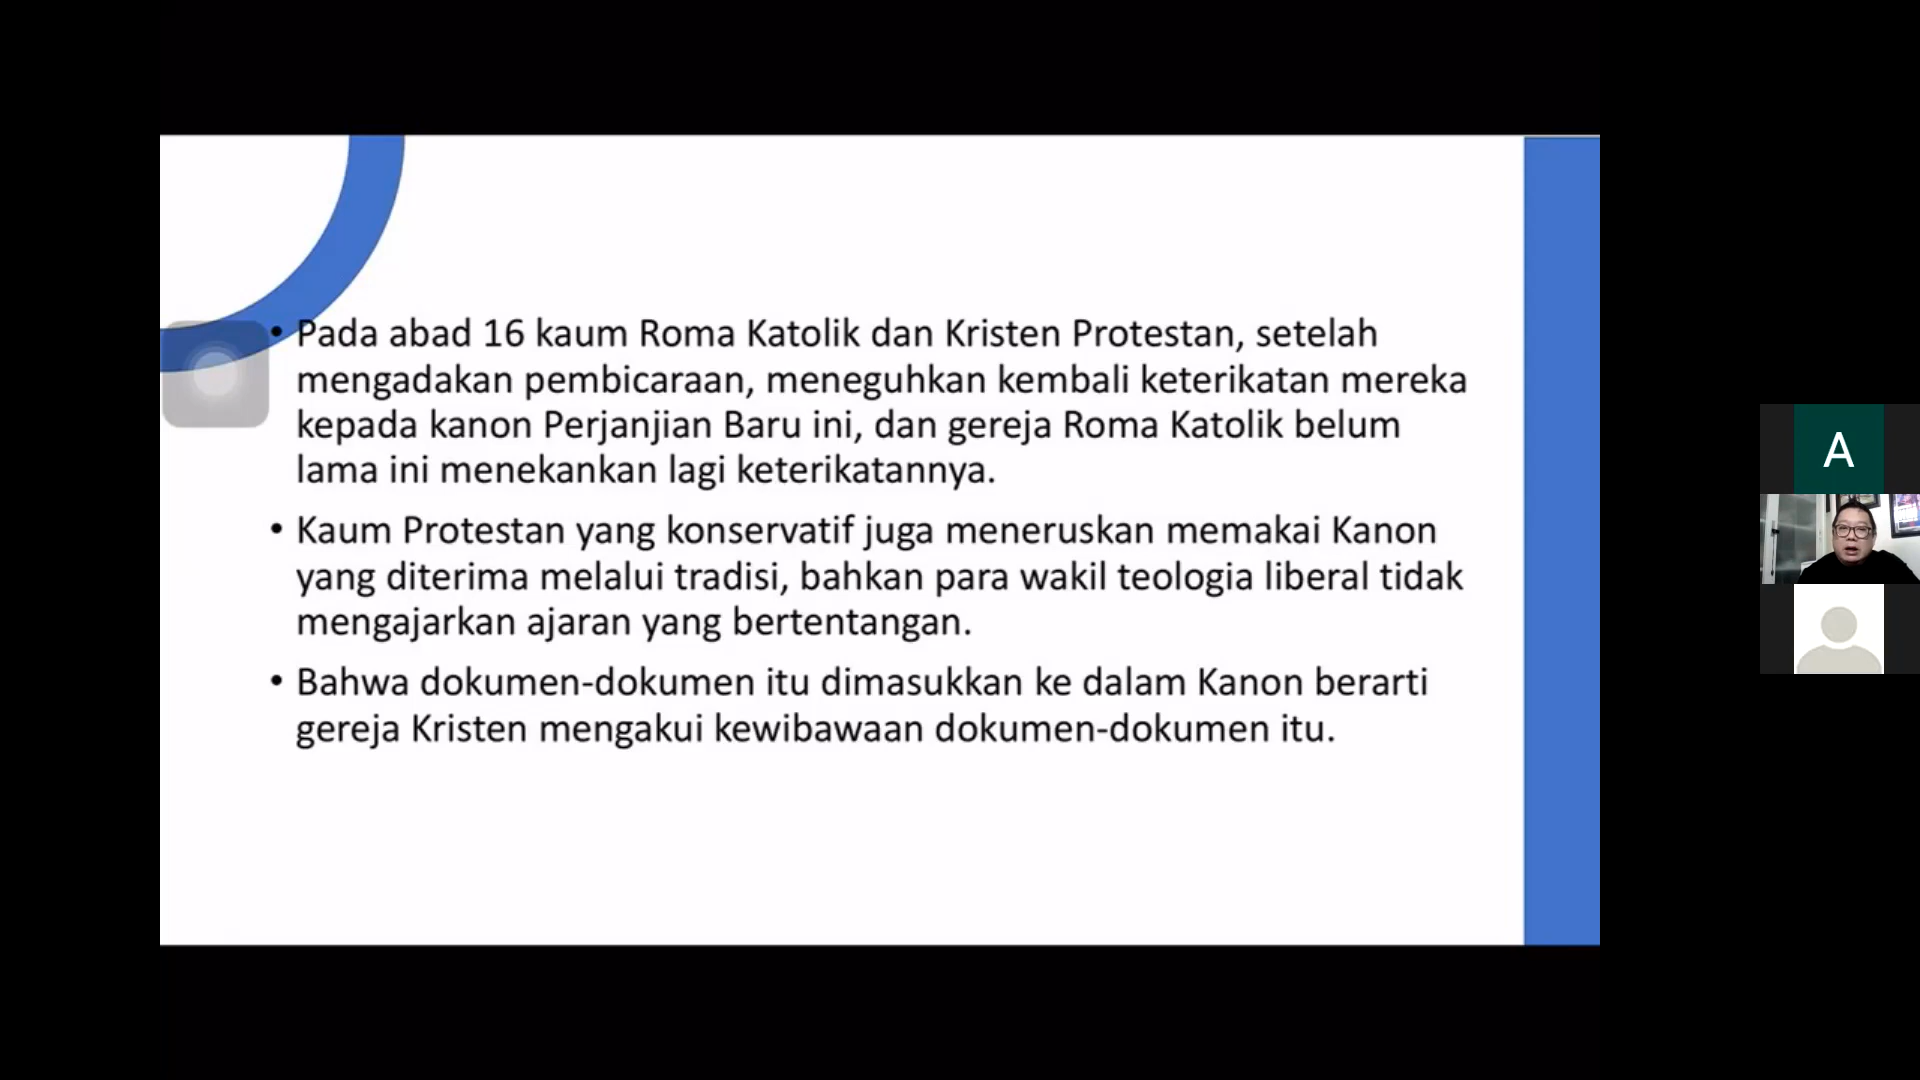 • Pada abad 16 kaum Roma Katolik dan Kristen Protestan, setelah
mengadakan pembicaraan, meneguhkan kembali keterikatan mereka
kepada kanon Perjanjian Baru ini, dan gereja Roma Katolik belum
lama ini menekankan lagi keterikatannya.
• Kaum Protestan yang konservatif juga meneruskan memakai Kanon
yang diterima melalui tradisi, bahkan para wakil teologia liberal tidak
mengajarkan ajaran yang bertentangan.
• Bahwa dokumen-dokumen itu dimasukkan ke dalam Kanon berarti
gereja Kristen mengakui kewibawaan dokumen-dokumen itu.
A